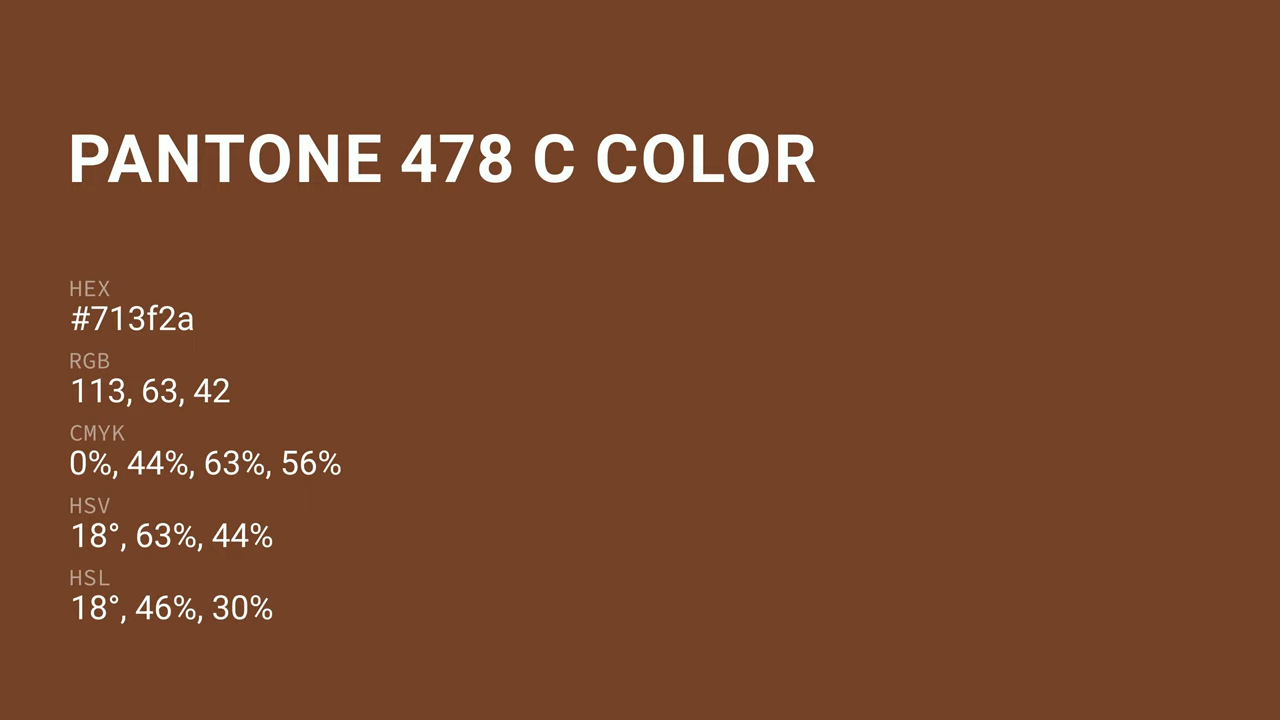 PANTONE 478 C COLOR
HEX
#713f2a
RGB
113, 63, 42
CMYK
0%, 44%, 63%, 56%
HSV
18°, 63%, 44%
HSL
18°, 46%, 30%